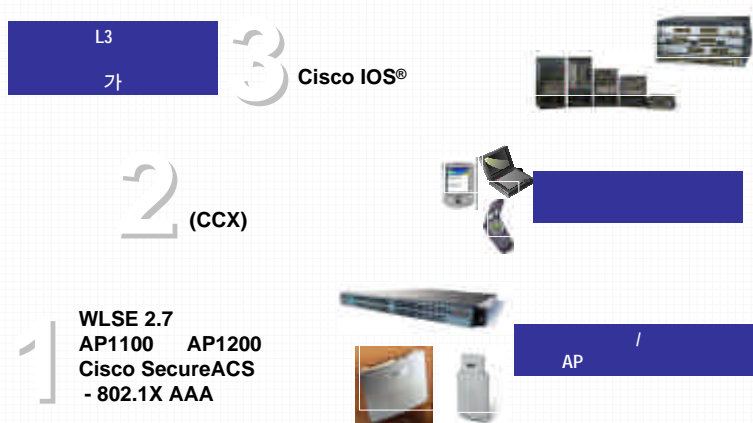 L3
가
3
Cisco IOS®
2
(CCX)
1
WLSE 2.7
AP1100 AP1200
Cisco SecureACS
- 802.1X AAA
/
AP